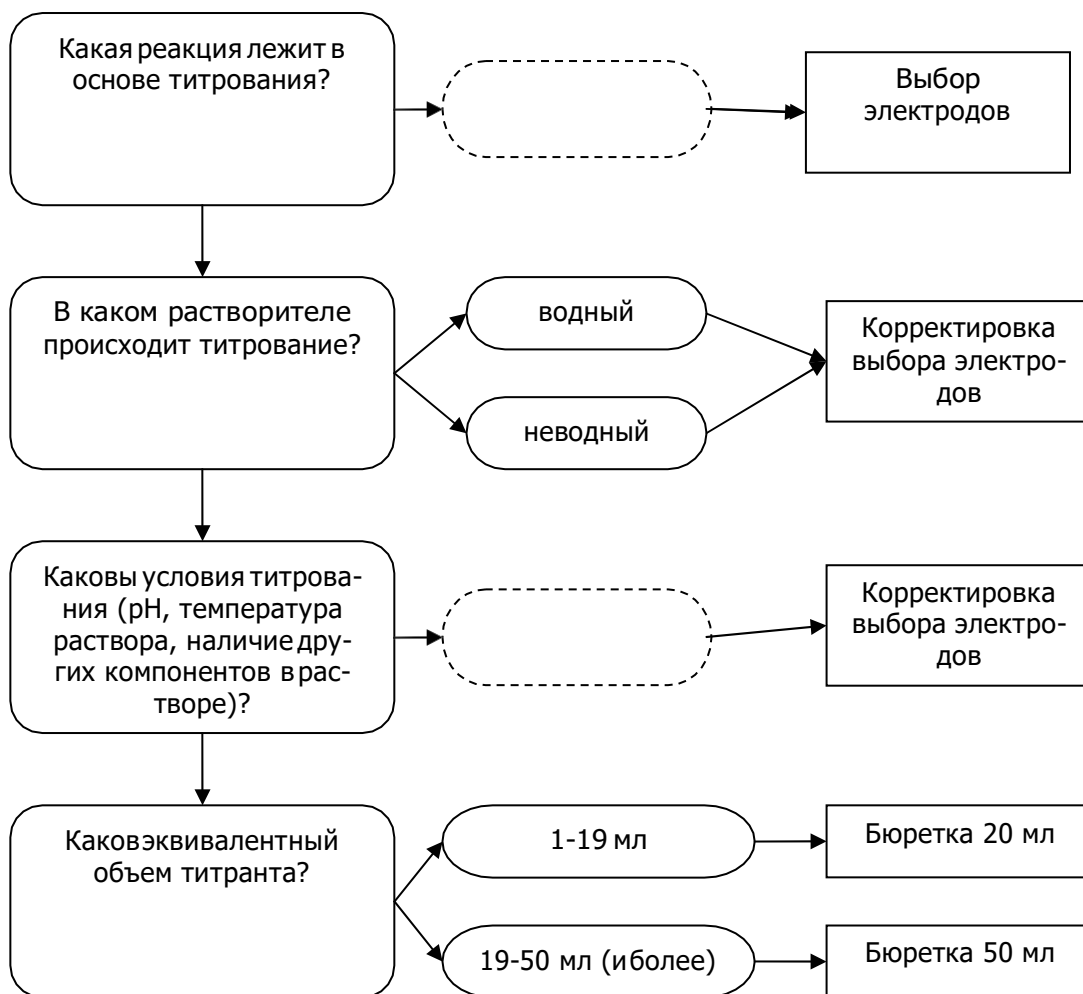 Какая реакция лежит в
основе титрования?
Выбор
электродов
В каком растворителе
происходит титрование?
водный
неводный
Корректировка
выбора электро-
дов
Каковы условия титрова-
ния (pH, температура
раствора, наличие дру-
гих компонентов в рас-
творе)?
Корректировка
выбора электро-
дов
Каков эквивалентный
объем титранта?
1-19 мл
Бюретка 20 мл
19-50 мл (и более)
Бюретка 50 мл